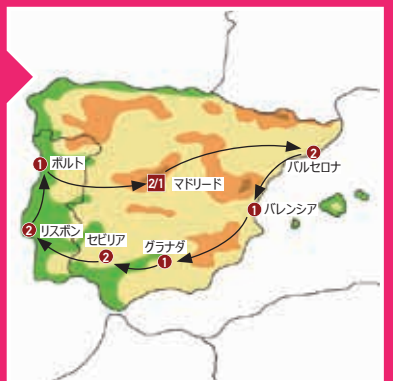 2/1 マドリード
2
バルセロナ
1 バレンシア
グラナダ
1
セビリア
2
2 リスボン
1 ポルト